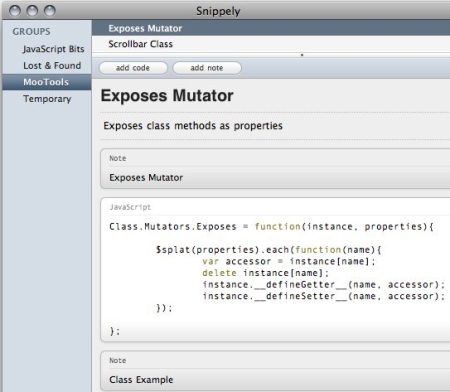 Snippely
GROUPS
JavaScript Bits
Lost & Found
MooTools
Temporary
Exposes Mutator
Scrollbar Class
add code
add note
Exposes Mutator
Exposes class methods as properties
Note
Exposes Mutator
JavaScript
Class.Mutators.Exposes = function(instance, properties){
$splat(properties).each(function(name){
var accessor = instance[name];
delete instance[name];
instance.__defineGetter__(name, accessor);
instance.__defineSetter__(name, accessor);
});
};
Note
Class Example